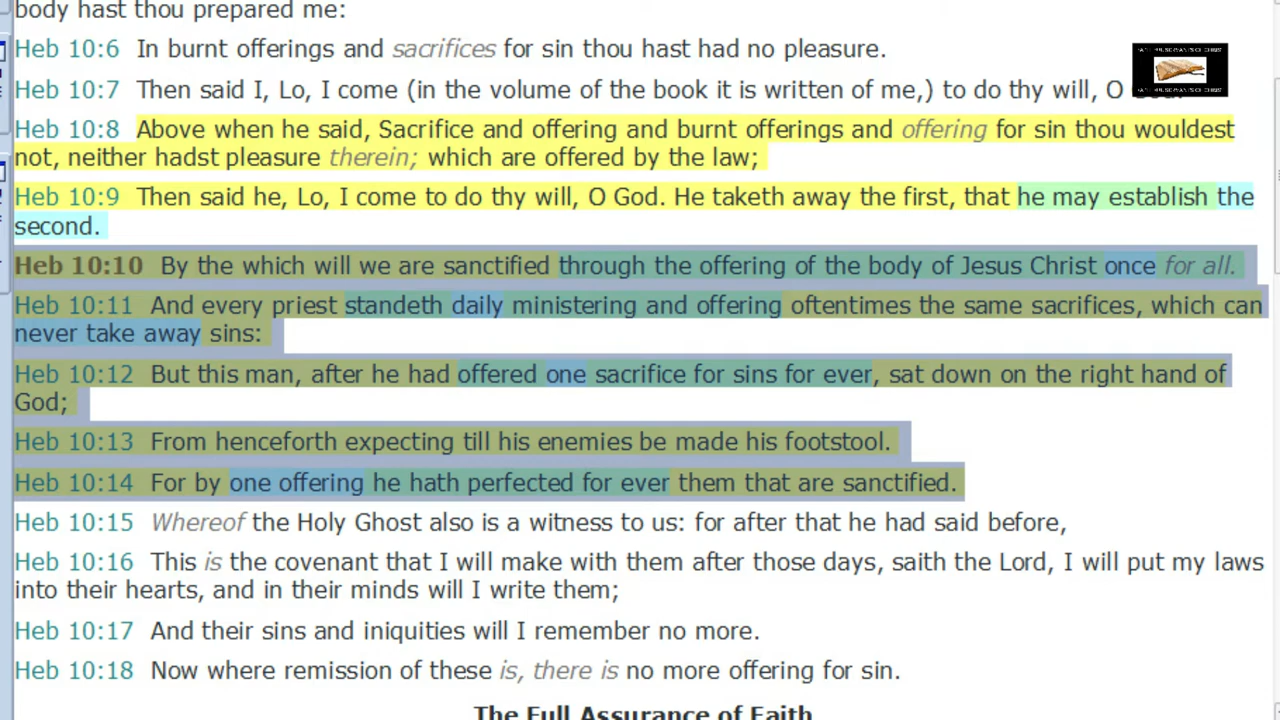 body hast thou prepared me:
Heb 10:6 In burnt offerings and sacrifices for sin thou hast had no pleasure.
Heb 10:7 Then said I, Lo, I come (in the volume of the book it is written of me,) to do thy will, O
Heb 10:8 Above when he said, Sacrifice and offering and burnt offerings and offering for sin thou wouldest
not, neither hadst pleasure therein; which are offered by the law;
Heb 10:9 Then said he, Lo, I come to do thy will, O God. He taketh away the first, that he may establish the
second.
Heb 10:10 By the which will we are sanctified through the offering of the body of Jesus Christ once for all.
Heb 10:11 And every priest standeth daily ministering and offering oftentimes the same sacrifices, which can
never take away sins:
Heb 10:12 But this man, after he had offered one sacrifice for sins for ever, sat down on the right hand of
God;
Heb 10:13 From henceforth expecting till his enemies be made his footstool.
Heb 10:14 For by one offering he hath perfected for ever them that are sanctified.
Heb 10:15 Whereof the Holy Ghost also is a witness to us: for after that he had said before,
Heb 10:16 This is the covenant that I will make with them after those days, saith the Lord, I will put my laws
into their hearts, and in their minds will I write them;
Heb 10:17 And their sins and iniquities will I remember no more.
Heb 10:18 Now where remission of these is, there is no more offering for sin.
The Full Assurance of Faith